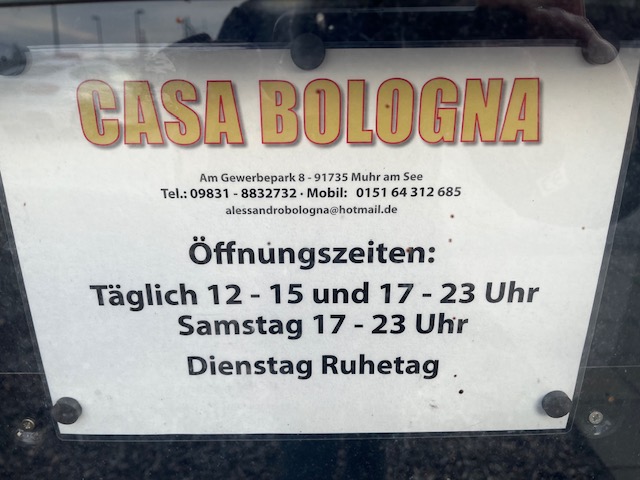 CASA BOLOGNA
Am Gewerbepark 8 - 91735 Muhr am See
Tel.: 09831 - 8832732 · Mobil: 0151 64 312 685
alessandrobologna@hotmail.de
Öffnungszeiten:
Täglich 12 - 15 und 17 - 23 Uhr
Samstag 17 - 23 Uhr
Dienstag Ruhetag